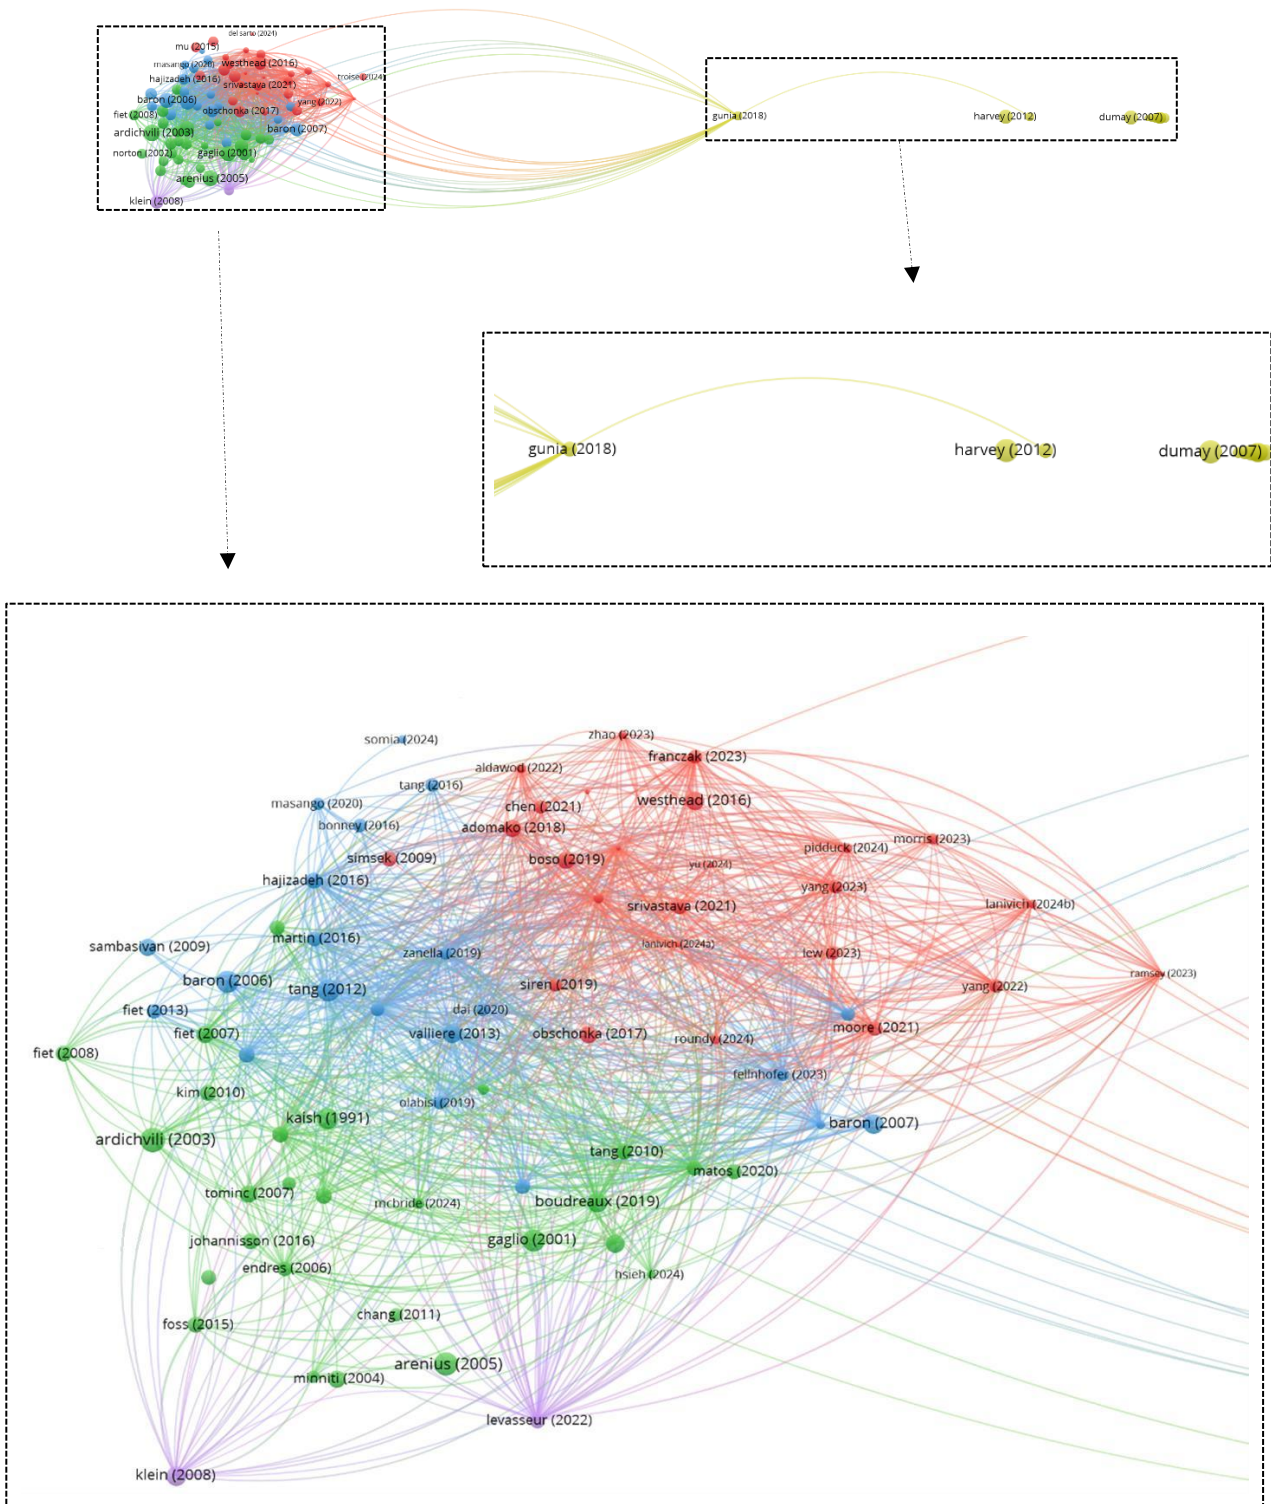 del sarto (2024)
mu (2015)
westhead (2016)
masango (2020)
hajizadeh (2016)
srivastava (2021)
troise (2024)
baron (2006)
yang (2022)
obschonka (2017)
fiet (2008)
baron (2007)
ardichvili (2003)
norton (2002)
gaglio (2001)
arenius (2005)
klein (2008)
gunia (2018)
harvey (2012)
dumay (2007)
gunia (2018)
harvey (2012)
dumay (2007)
zhao (2023)
somia (2024)
franczak (2023)
aldawod (2022)
tang (2016)
masango (2020)
chen (2021)
westhead (2016)
bonney (2016)
adomako (2018)
morris (2023)
pidduck (2024)
simsek (2009)
boso (2019)
yu (2024)
hajizadeh (2016)
yang (2023)
srivastava (2021)
lanivich (2024b)
martin (2016)
sambasivan (2009)
lanivich (2024a)
zanella (2019)
lew (2023)
ramsey (2023)
baron (2006)
tang (2012)
siren (2019)
yang (2022)
fiet (2013)
dai (2020)
fiet (2007)
valliere (2013)
obschonka (2017)
moore (2021)
roundy (2024)
fiet (2008)
fellnhofer (2023)
kim (2010)
olabisi (2019)
kaish (1991)
baron (2007)
ardichvili (2003)
tang (2010)
matos (2020)
tominc (2007)
mcbride (2024)
boudreaux (2019)
johannisson (2016)
gaglio (2001)
endres (2006)
hsieh (2024)
chang (2011)
foss (2015)
arenius (2005)
minniti (2004)
levasseur (2022)
klein (2008)